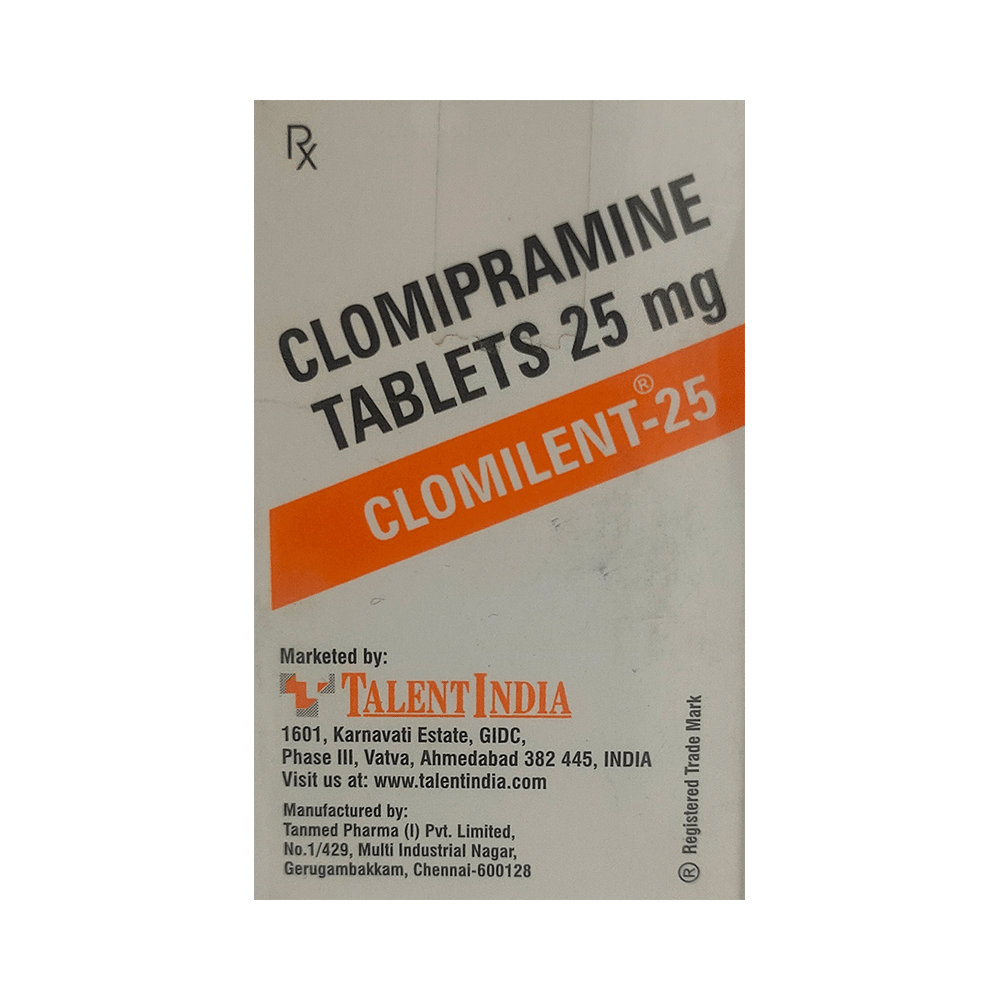 Rx
CLOMIPRAMINE
TABLETS 25 mg
CLOMILENT®-25
Marketed by:
TALENT INDIA
1601, Karnavati Estate, GIDC,
Phase III, Vatva, Ahmedabad 382 445, INDIA
Visit us at: www.talentindia.com
Manufactured by:
Tanmed Pharma (I) Pvt. Limited,
No.1/429, Multi Industrial Nagar,
Gerugambakkam, Chennai-600128
® Registered Trade Mark